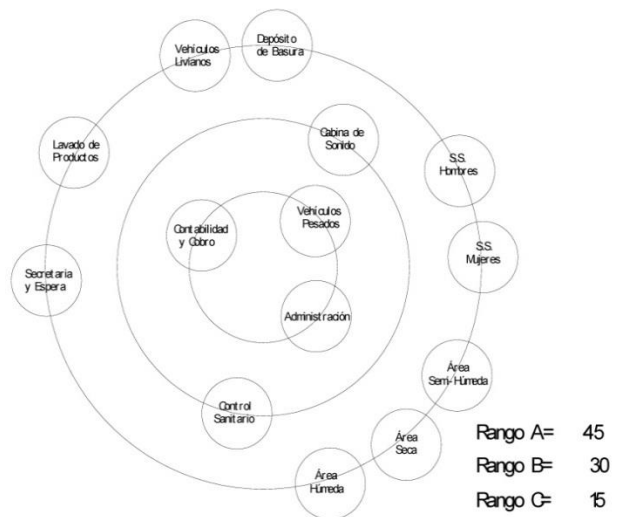 Vehículos
Livianos
Depósito
de Basura
Lavado de
Productos
Cabina de
Sonido
S.S.
Hombres
Contabilidad
y Cobro
Vehículos
Pesados
S.S.
Mujeres
Secretaria
y Espera
Administración
Área
Semi-Húmeda
Control
Sanitario
Área
Seca
Área
Húmeda
Rango A= 45
Rango B= 30
Rango C= 15